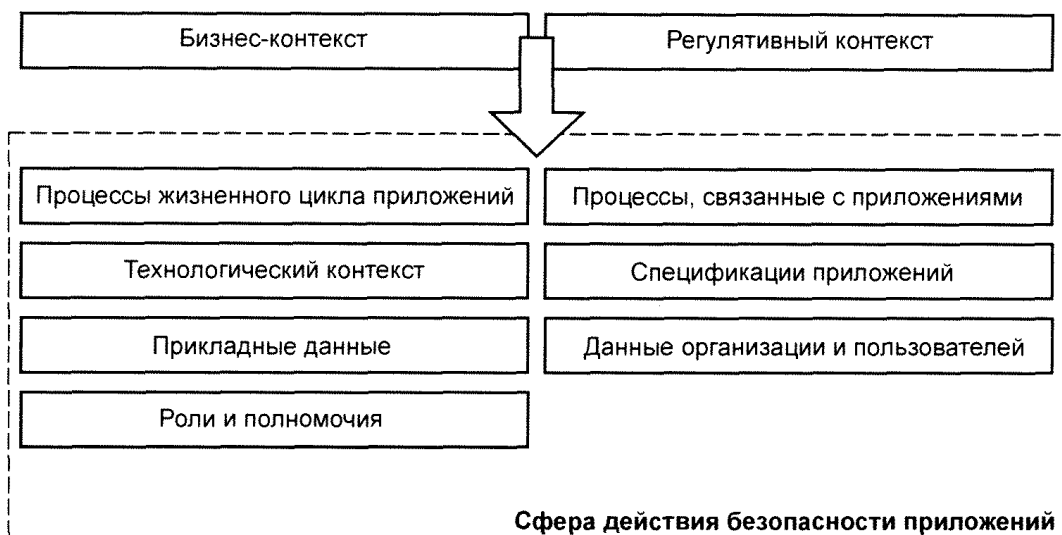 Бизнес-контекст
Регулятивный контекст
Процессы жизненного цикла приложений
Процессы, связанные с приложениями
Технологический контекст
Спецификации приложений
Прикладные данные
Данные организации и пользователей
Роли и полномочия
Сфера действия безопасности приложений